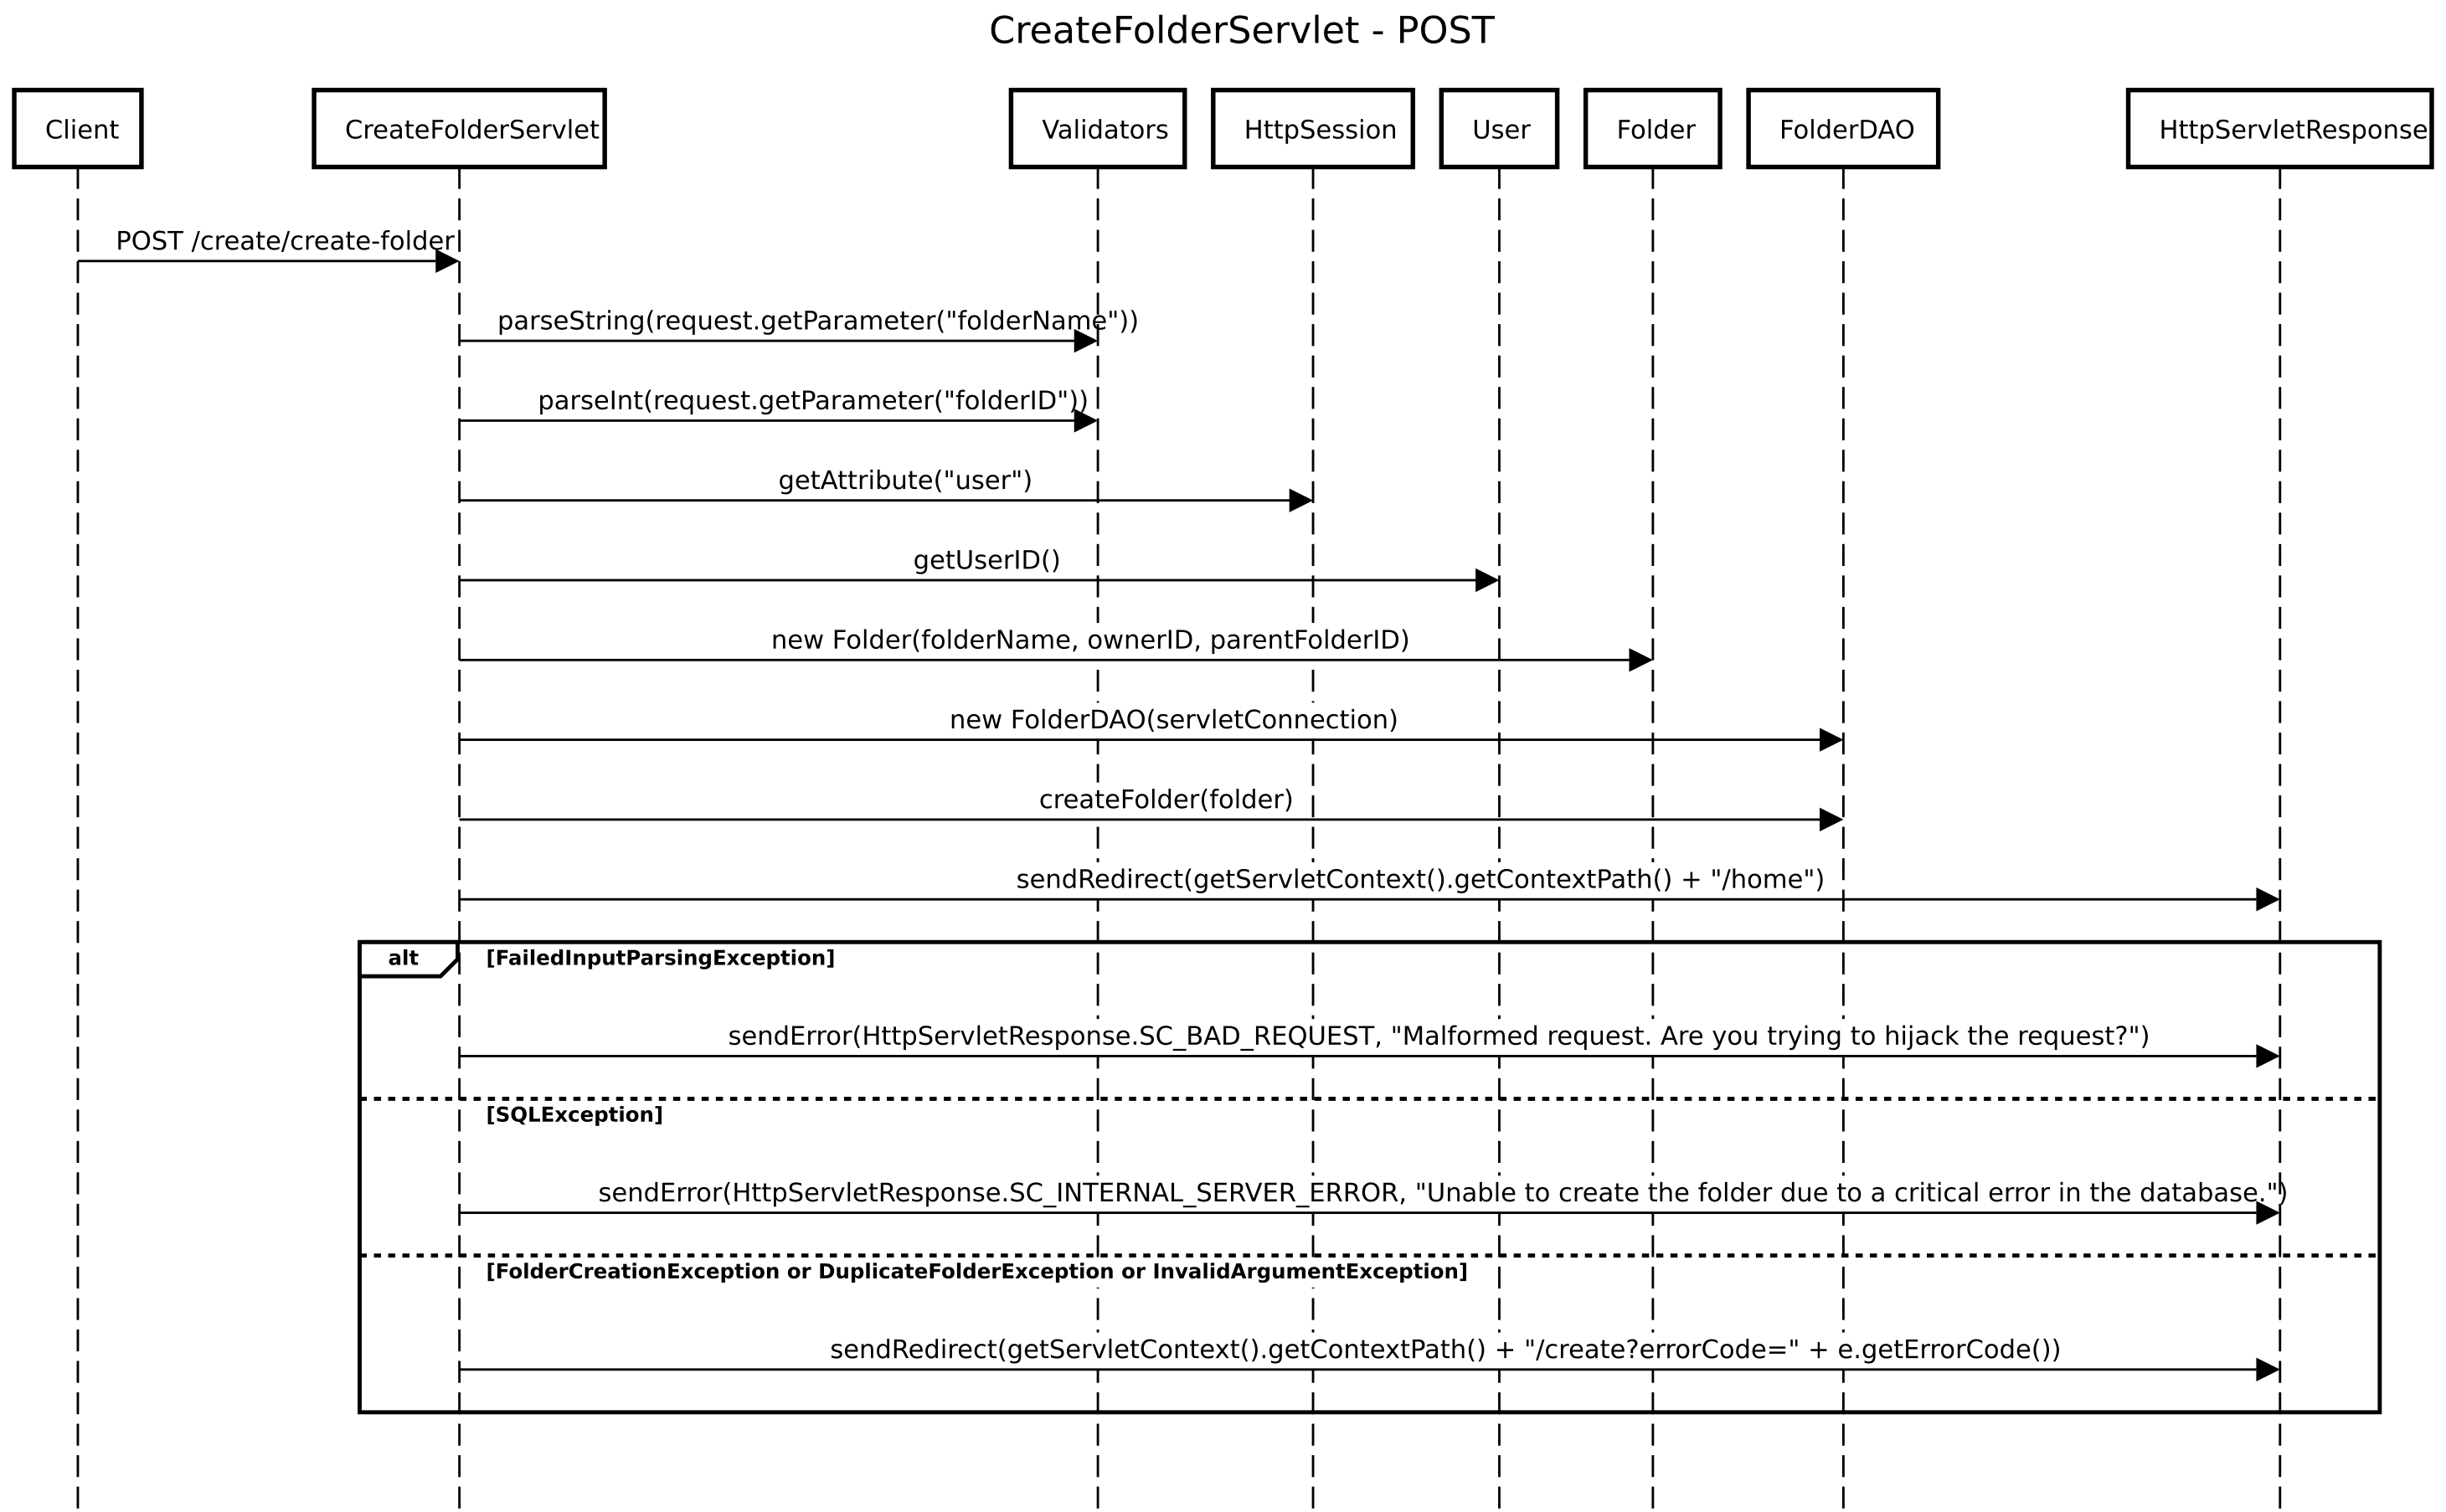 CreateFolderServlet - POST
Client
CreateFolderServlet
Validators
HttpSession
User
Folder
FolderDAO
HttpServletResponse
POST /create/create-folder
parseString(request.getParameter("folderName"))
parseInt(request.getParameter("folderID"))
getAttribute("user")
getUserID()
new Folder(folderName, ownerID, parentFolderID)
new FolderDAO(servletConnection)
createFolder(folder)
sendRedirect(getServletContext().getContextPath() + "/home")
alt
[FailedInputParsingException]
sendError(HttpServletResponse.SC_BAD_REQUEST, "Malformed request. Are you trying to hijack the request?")
[SQLException]
sendError(HttpServletResponse.SC_INTERNAL_SERVER_ERROR, "Unable to create the folder due to a critical error in the database.")
[FolderCreationException or DuplicateFolderException or InvalidArgumentException]
sendRedirect(getServletContext().getContextPath() + "/create?errorCode=" + e.getErrorCode())